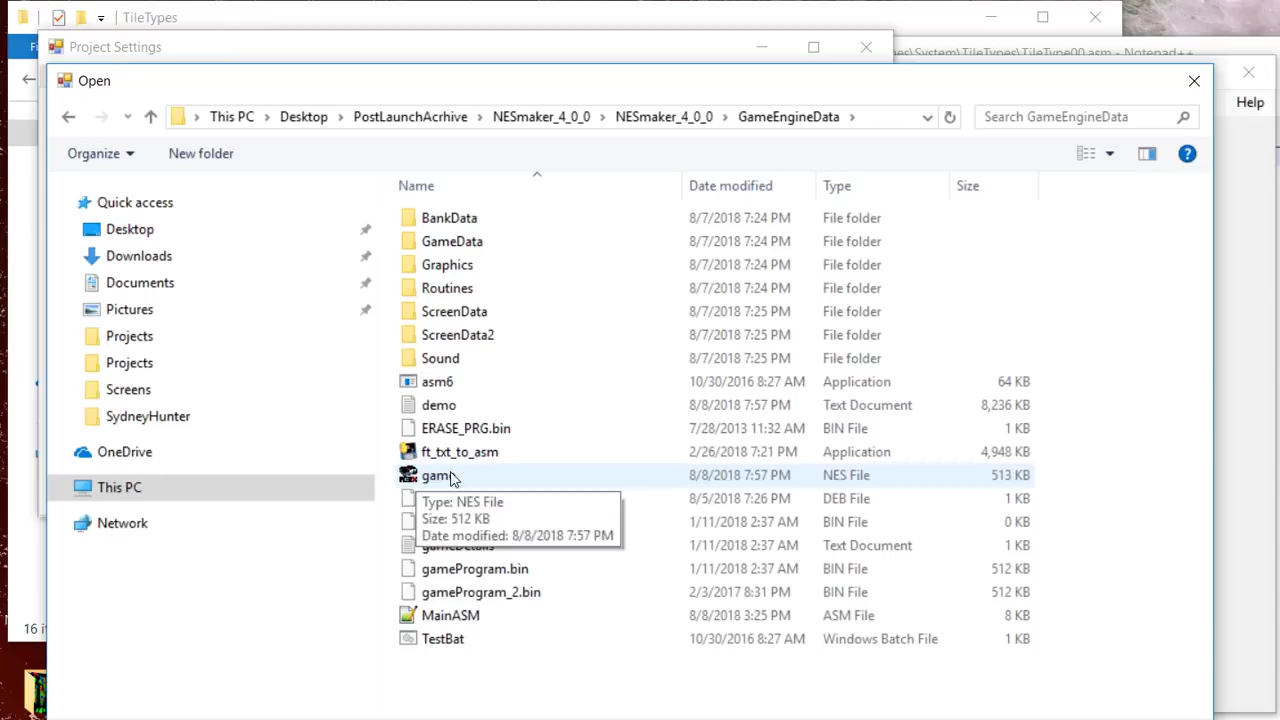 TileTypes
Fi
Project Settings
es\System\TileTypes\TileType00.asm - Notepad++
Open
Help
This PC > Desktop > PostLaunchAcrhive > NESmaker_4_0_0 > NESmaker_4_0_0 > GameEngineData >
Search GameEngineData
Organize
New folder
Name Date modified Type Size
Quick access
Desktop
Downloads
Documents
Pictures
Projects
Projects
Screens
SydneyHunter
OneDrive
This PC
Network
BankData 8/7/2018 7:24 PM File folder
GameData 8/7/2018 7:24 PM File folder
Graphics 8/7/2018 7:24 PM File folder
Routines 8/7/2018 7:24 PM File folder
ScreenData 8/7/2018 7:25 PM File folder
ScreenData2 8/7/2018 7:25 PM File folder
Sound 8/7/2018 7:25 PM File folder
asm6 10/30/2016 8:27 AM Application 64 KB
demo 8/8/2018 7:57 PM Text Document 8,236 KB
ERASE_PRG.bin 7/28/2013 11:32 AM BIN File 1 KB
ft_txt_to_asm 2/26/2018 7:21 PM Application 4,948 KB
game 8/8/2018 7:57 PM NES File 513 KB
8/5/2018 7:26 PM DEB File 0 KB
1/11/2018 2:37 AM BIN File 0 KB
gameDetails 1/11/2018 2:37 AM Text Document 1 KB
gameProgram.bin 1/11/2018 2:37 AM BIN File 512 KB
gameProgram_2.bin 2/3/2017 8:31 PM BIN File 512 KB
MainASM 8/8/2018 3:25 PM ASM File 8 KB
TestBat 10/30/2016 8:27 AM Windows Batch File 1 KB
Type: NES File
Size: 512 KB
Date modified: 8/8/2018 7:57 PM
16 it